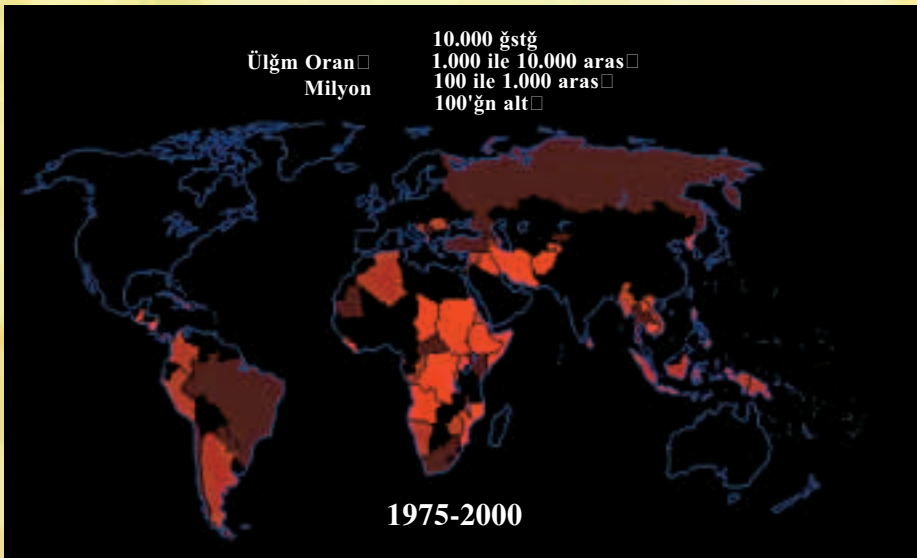 Ülğm Oran□
Milyon
10.000 ğstğ
1.000 ile 10.000 aras□
100 ile 1.000 aras□
100'ğn alt□
1975-2000